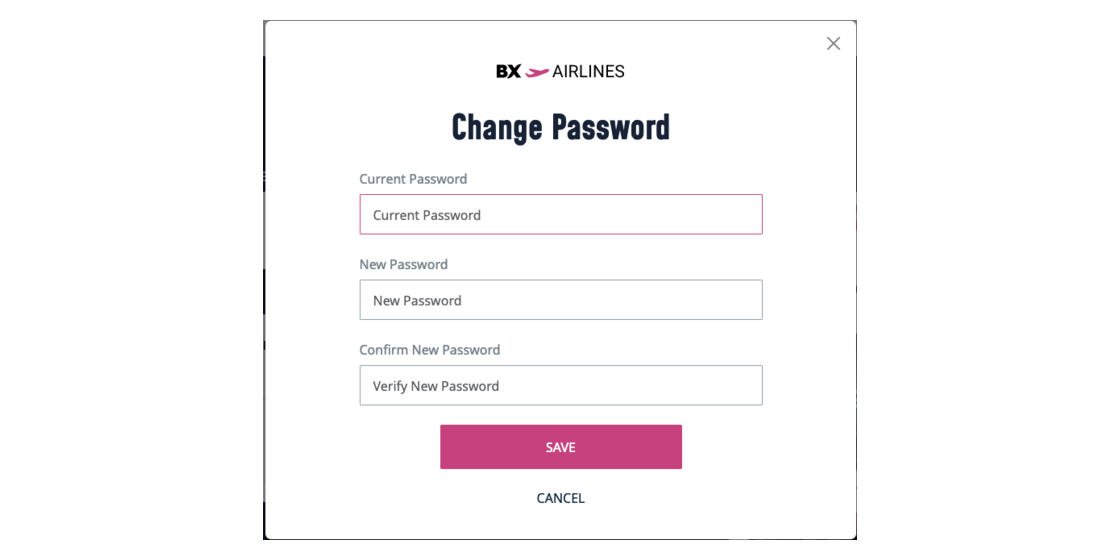 BX AIRLINES
Change Password
Current Password
Current Password
New Password
New Password
Confirm New Password
Verify New Password
SAVE
CANCEL